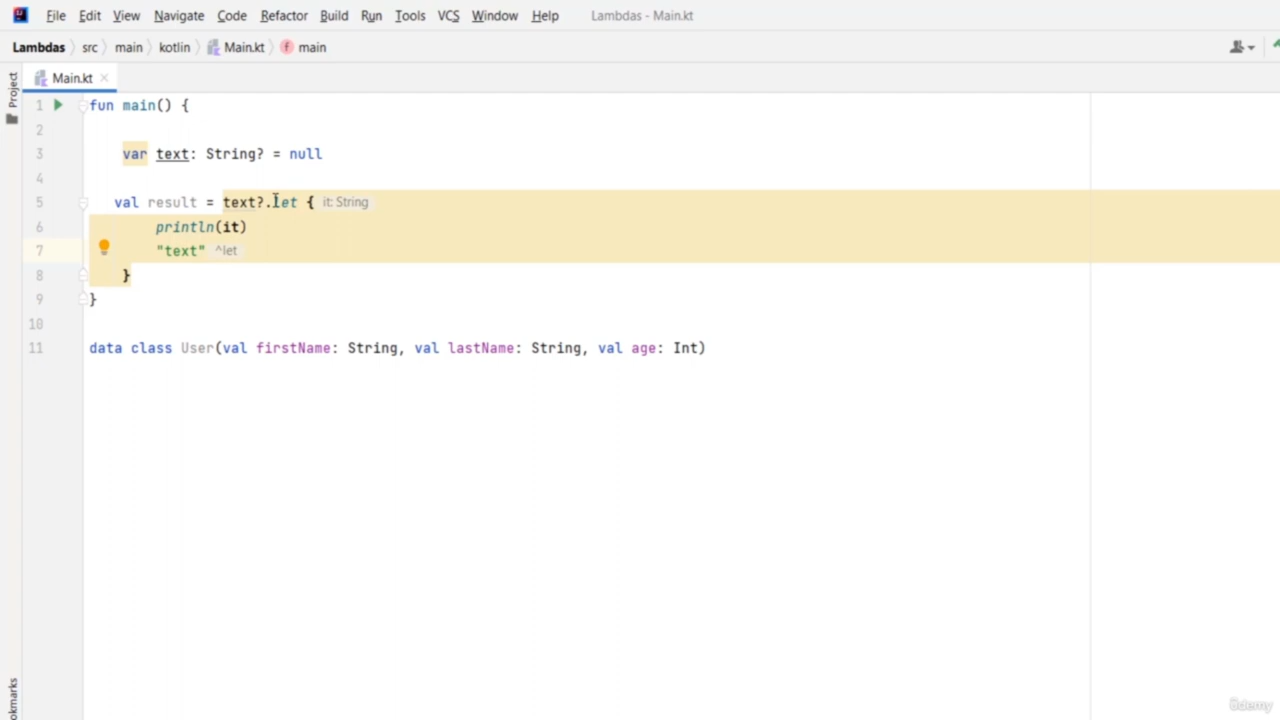 File Edit View Navigate Code Refactor Build Run Tools VCS Window Help Lambdas - Main.kt
Lambdas src main kotlin Main.kt main
Project
Main.kt
1 fun main() {
2
3 var text: String? = null
4
5 val result = text?.let { it: String
6 println(it)
7 "text" ^let
8 }
9 }
10
11 data class User(val firstName: String, val lastName: String, val age: Int)
okmarks
ûdemy